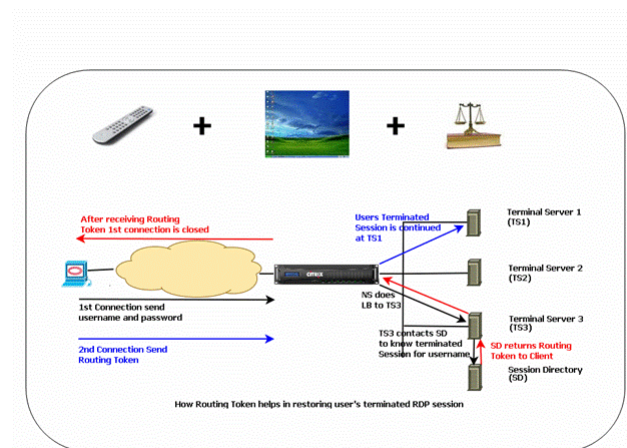 +
+
After receiving Routing
Token 1st connection is closed
Users Terminated
Session is continued
at TS1
Terminal Server 1
(TS1)
CITRIX
Terminal Server 2
(TS2)
1st Connection send
username and password
NS does
LB to TS3
Terminal Server 3
(TS3)
TS3 contacts SD
to know terminated
Session for username
2nd Connection Send
Routing Token
SD returns Routing
Token to Client
Session Directory
(SD)
How Routing Token helps in restoring user's terminated RDP session